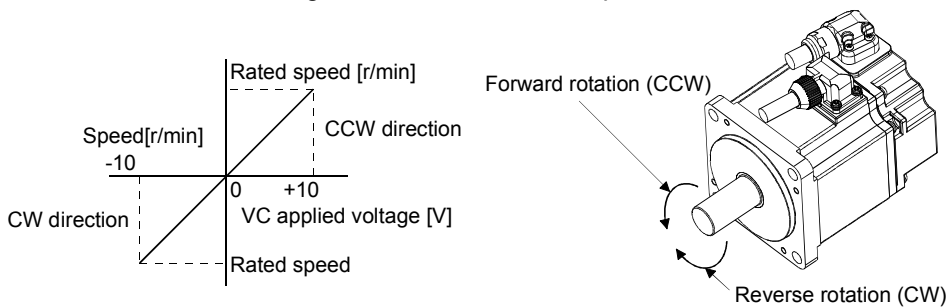 Rated speed [r/min]
Speed[r/min]
CCW direction
-10
0
+10
CW direction
VC applied voltage [V]
Rated speed
Forward rotation (CCW)
Reverse rotation (CW)